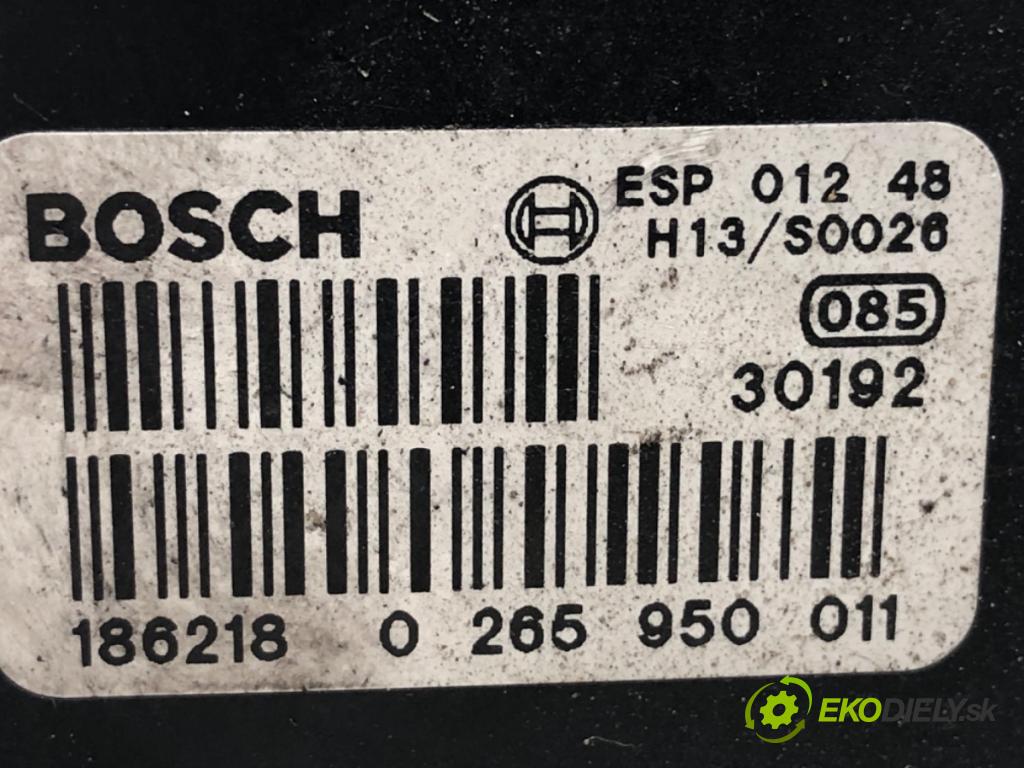 BOSCH
ESP 012 48
H13/S0026
085
30192
186218 0 265 950 011
EKODIELY.sk